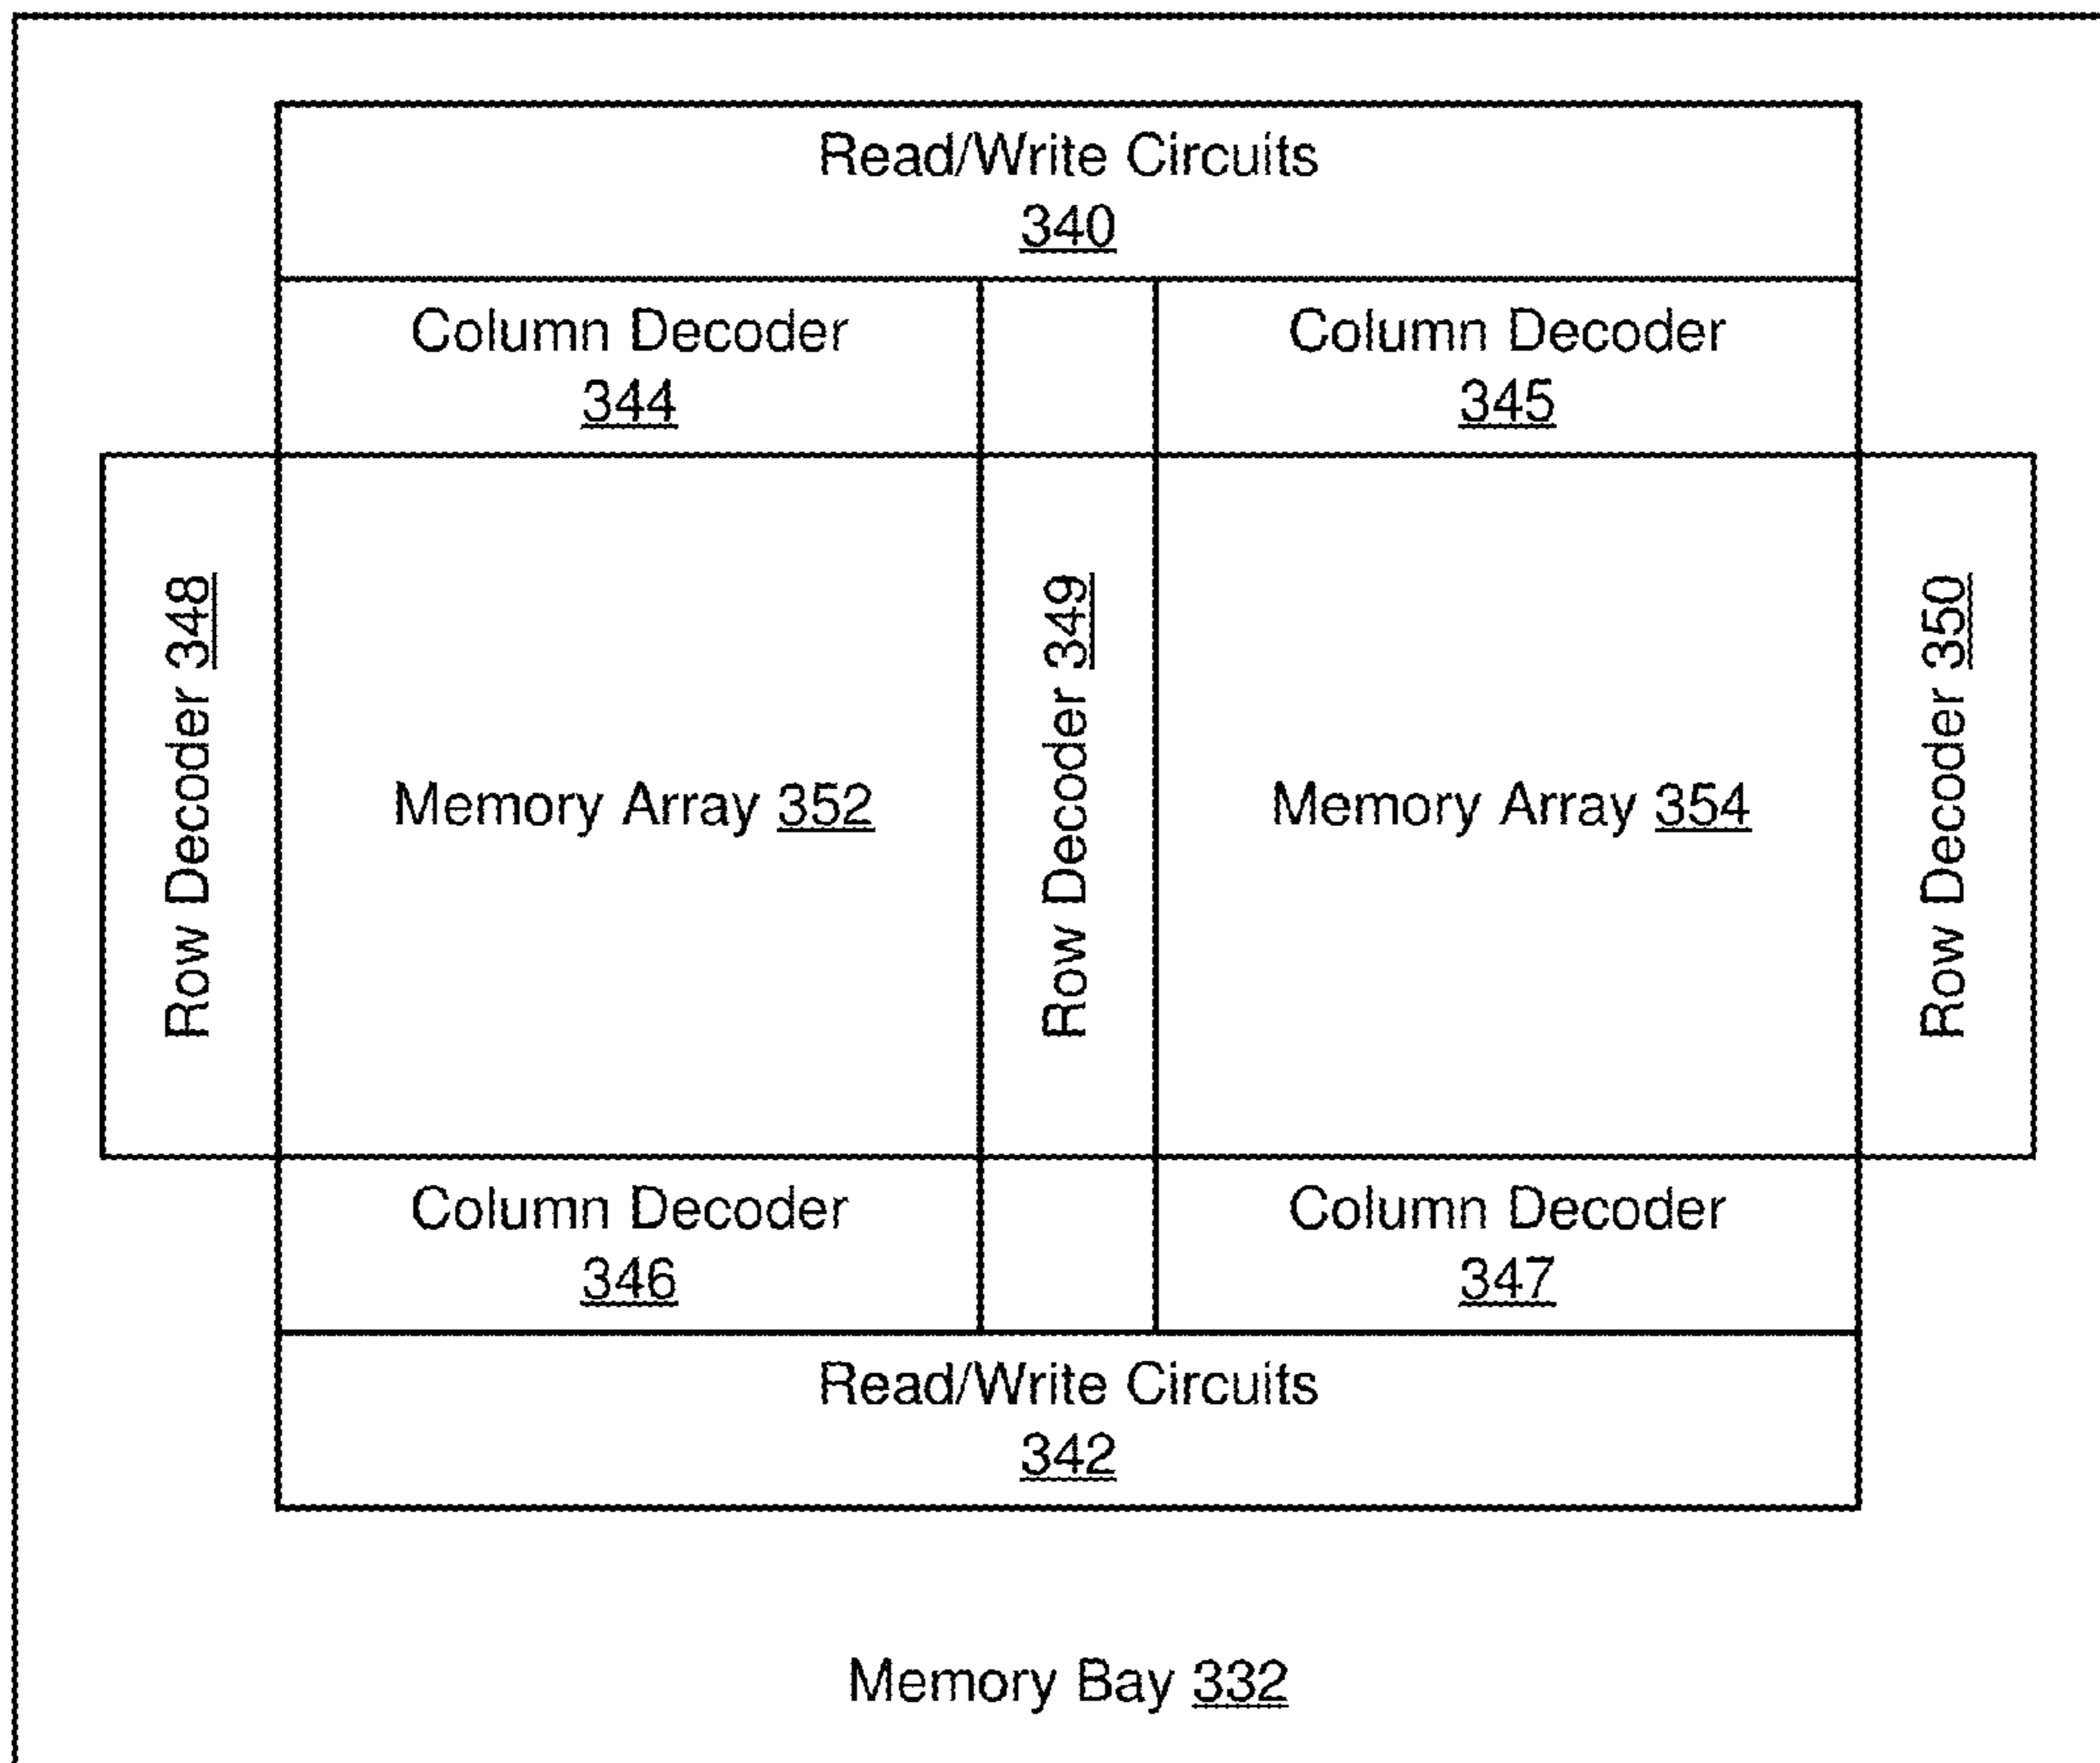 Read/Write Circuits
340
Column Decoder
344
Column Decoder
345
Row Decoder 348
Memory Array 352
Row Decoder 349
Memory Array 354
Row Decoder 350
Column Decoder
346
Column Decoder
347
Read/Write Circuits
342
Memory Bay 332